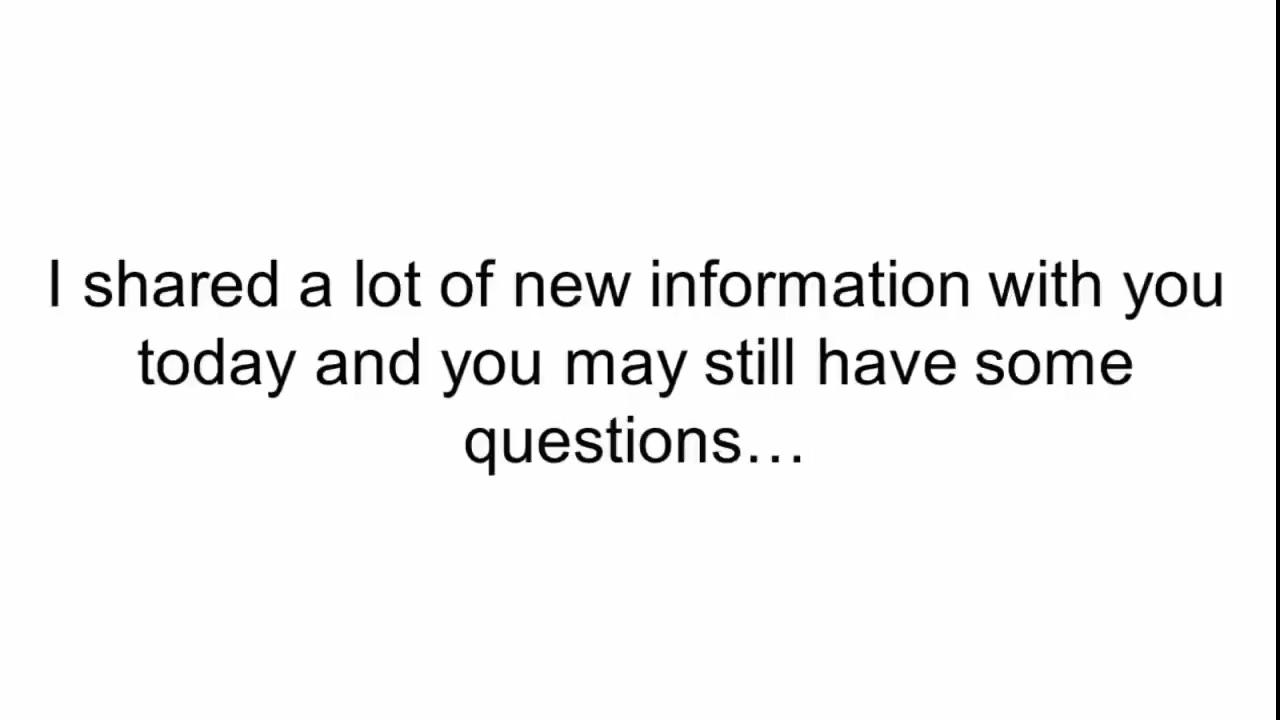 I shared a lot of new information with you
today and you may still have some
questions…